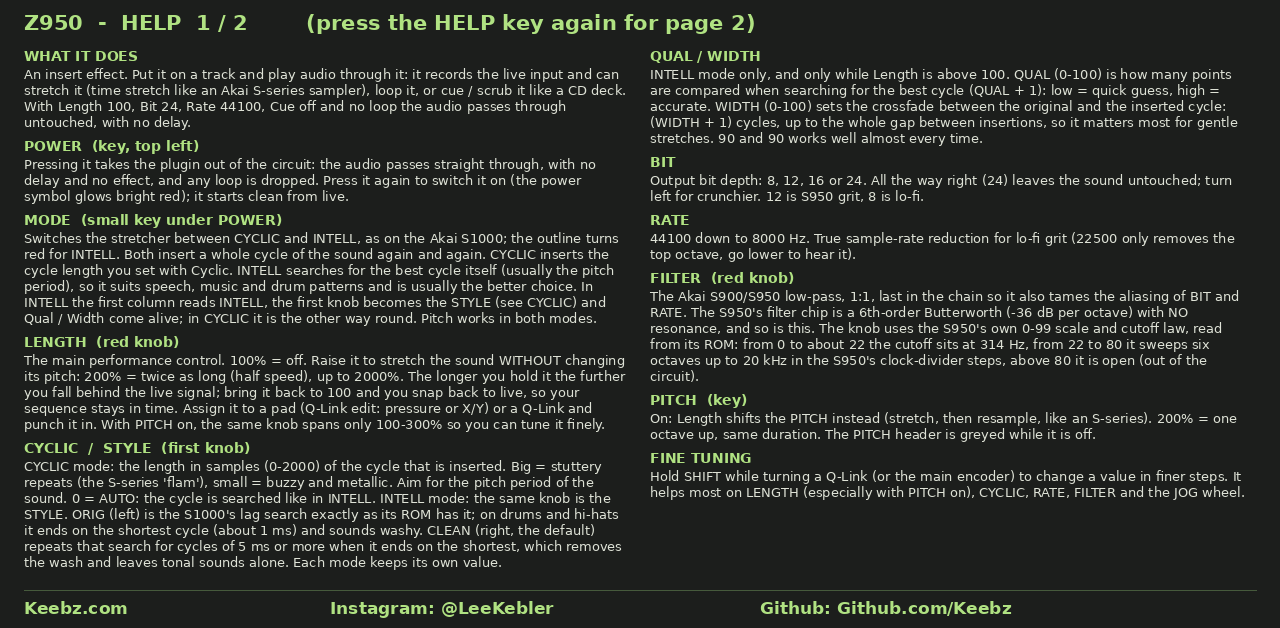 Z950 - HELP 1 / 2 (press the HELP key again for page 2)
WHAT IT DOES
An insert effect. Put it on a track and play audio through it: it records the live input and can
stretch it (time stretch like an Akai S-series sampler), loop it, or cue / scrub it like a CD deck.
With Length 100, Bit 24, Rate 44100, Cue off and no loop the audio passes through
untouched, with no delay.
POWER (key, top left)
Pressing it takes the plugin out of the circuit: the audio passes straight through, with no
delay and no effect, and any loop is dropped. Press it again to switch it on (the power
symbol glows bright red); it starts clean from live.
MODE (small key under POWER)
Switches the stretcher between CYCLIC and INTELL, as on the Akai S1000; the outline turns
red for INTELL. Both insert a whole cycle of the sound again and again. CYCLIC inserts the
cycle length you set with Cyclic. INTELL searches for the best cycle itself (usually the pitch
period), so it suits speech, music and drum patterns and is usually the better choice. In
INTELL the first column reads INTELL, the first knob becomes the STYLE (see CYCLIC) and
Qual / Width come alive; in CYCLIC it is the other way round. Pitch works in both modes.
LENGTH (red knob)
The main performance control. 100% = off. Raise it to stretch the sound WITHOUT changing
its pitch: 200% = twice as long (half speed), up to 2000%. The longer you hold it the further
you fall behind the live signal; bring it back to 100 and you snap back to live, so your
sequence stays in time. Assign it to a pad (Q-Link edit: pressure or X/Y) or a Q-Link and
punch it in. With PITCH on, the same knob spans only 100-300% so you can tune it finely.
CYCLIC / STYLE (first knob)
CYCLIC mode: the length in samples (0-2000) of the cycle that is inserted. Big = stuttery
repeats (the S-series 'flam'), small = buzzy and metallic. Aim for the pitch period of the
sound. 0 = AUTO: the cycle is searched like in INTELL. INTELL mode: the same knob is the
STYLE. ORIG (left) is the S1000's lag search exactly as its ROM has it; on drums and hi-hats
it ends on the shortest cycle (about 1 ms) and sounds washy. CLEAN (right, the default)
repeats that search for cycles of 5 ms or more when it ends on the shortest, which removes
the wash and leaves tonal sounds alone. Each mode keeps its own value.
QUAL / WIDTH
INTELL mode only, and only while Length is above 100. QUAL (0-100) is how many points
are compared when searching for the best cycle (QUAL + 1): low = quick guess, high =
accurate. WIDTH (0-100) sets the crossfade between the original and the inserted cycle:
(WIDTH + 1) cycles, up to the whole gap between insertions, so it matters most for gentle
stretches. 90 and 90 works well almost every time.
BIT
Output bit depth: 8, 12, 16 or 24. All the way right (24) leaves the sound untouched; turn
left for crunchier. 12 is S950 grit, 8 is lo-fi.
RATE
44100 down to 8000 Hz. True sample-rate reduction for lo-fi grit (22500 only removes the
top octave, go lower to hear it).
FILTER (red knob)
The Akai S900/S950 low-pass, 1:1, last in the chain so it also tames the aliasing of BIT and
RATE. The S950's filter chip is a 6th-order Butterworth (-36 dB per octave) with NO
resonance, and so is this. The knob uses the S950's own 0-99 scale and cutoff law, read
from its ROM: from 0 to about 22 the cutoff sits at 314 Hz, from 22 to 80 it sweeps six
octaves up to 20 kHz in the S950's clock-divider steps, above 80 it is open (out of the
circuit).
PITCH (key)
On: Length shifts the PITCH instead (stretch, then resample, like an S-series). 200% = one
octave up, same duration. The PITCH header is greyed while it is off.
FINE TUNING
Hold SHIFT while turning a Q-Link (or the main encoder) to change a value in finer steps. It
helps most on LENGTH (especially with PITCH on), CYCLIC, RATE, FILTER and the JOG wheel.
Keebz.com
Instagram: @LeeKebler
Github: Github.com/Keebz